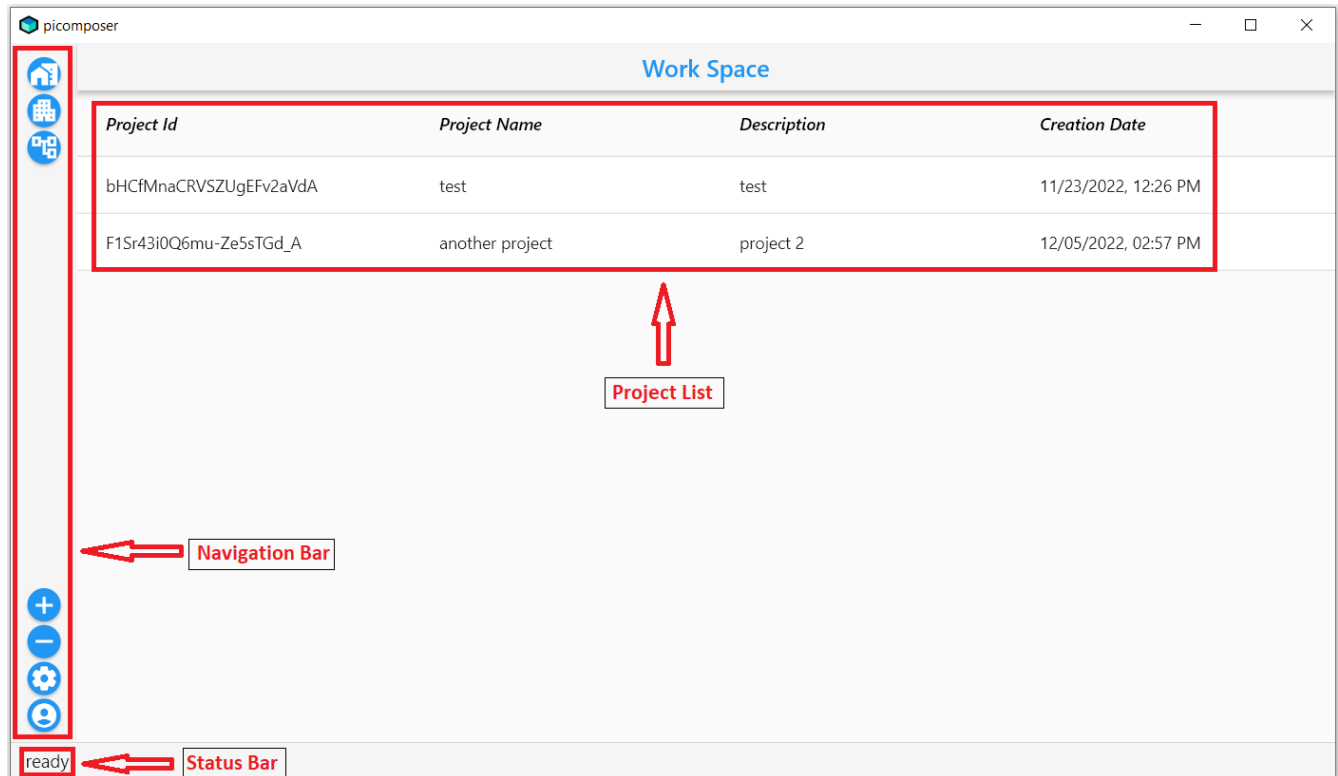 picomposer
Work Space
Project Id Project Name Description Creation Date
bHCfMnaCRVSZUgEFv2aVdA test test 11/23/2022, 12:26 PM
F1Sr43i0Q6mu-Ze5sTGd_A another project project 2 12/05/2022, 02:57 PM
Project List
Navigation Bar
ready Status Bar